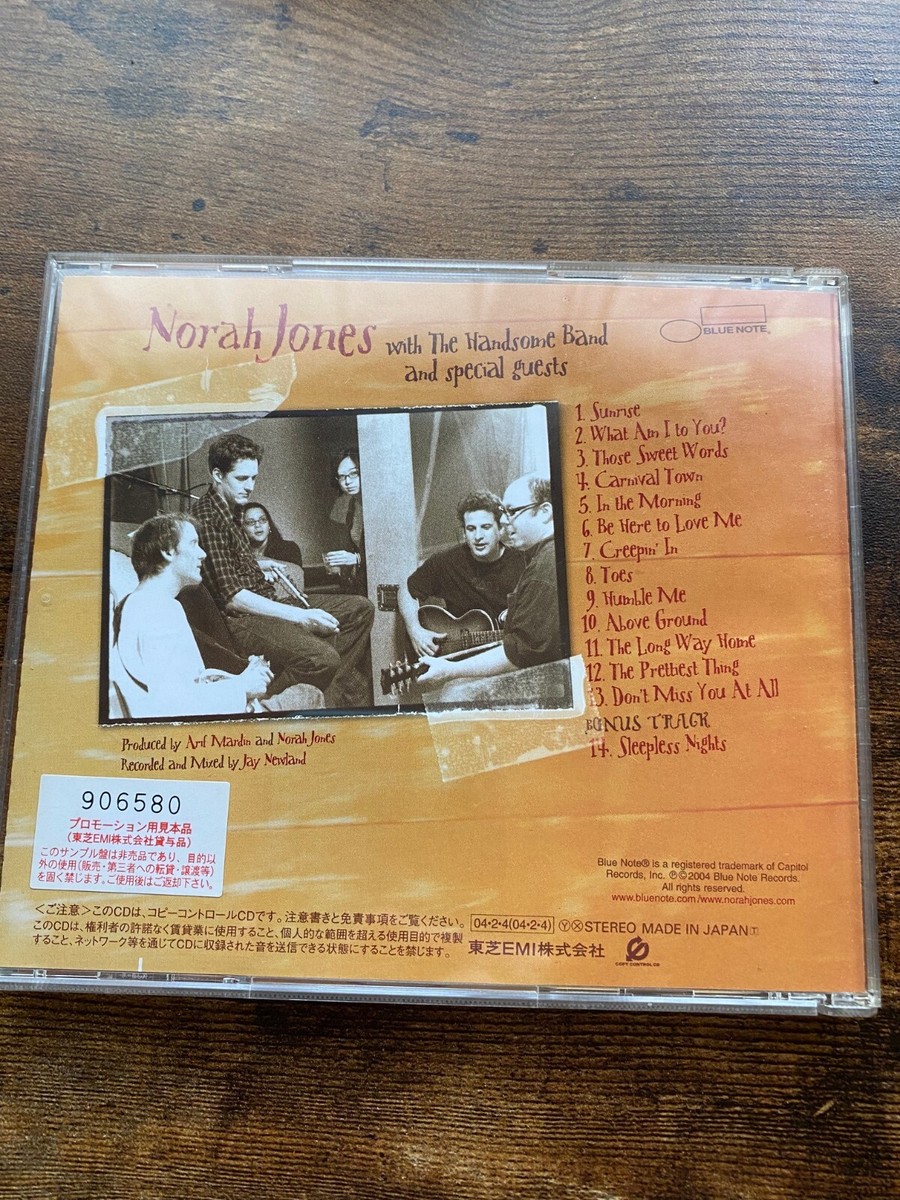 Norah Jones with The Handsome Band
and special guests
BLUE NOTE
1. Sunrise
2. What Am I to You?
3. Those Sweet Words
4. Carnival Town
5. In the Morning
6. Be Here to Love Me
7. Creepin' In
8. Toes
9. Humble Me
10. Above Ground
11. The Long Way Home
12. The Prettiest Thing
13. Don't Miss You At All
BONUS TRACK
14. Sleepless Nights
Produced by Arif Mardin and Norah Jones
Recorded and Mixed by Jay Newland
906580
プロモーション用見本品
(東芝EMI株式会社貸与品)
このサンプル盤は非売品であり、目的以
外の使用(販売・第三者への転貸・譲渡等)
を固く禁じます。ご使用後はご返却下さい。
Blue Note® is a registered trademark of Capitol
Records, Inc. ℗©2004 Blue Note Records.
All rights reserved.
www.bluenote.com/www.norahjones.com
<ご注意>このCDは、コピーコントロールCDです。注意書きと免責事項をご覧ください。
このCDは、権利者の許諾なく賃貸業に使用すること、個人的な範囲を超える使用目的で複製
すること、ネットワーク等を通じてCDに収録された音を送信できる状態にすることを禁じます。
04・2・4(04・2・4) ⓎⓍSTEREO MADE IN JAPAN🅃
東芝EMI株式会社
COPY CONTROL CD